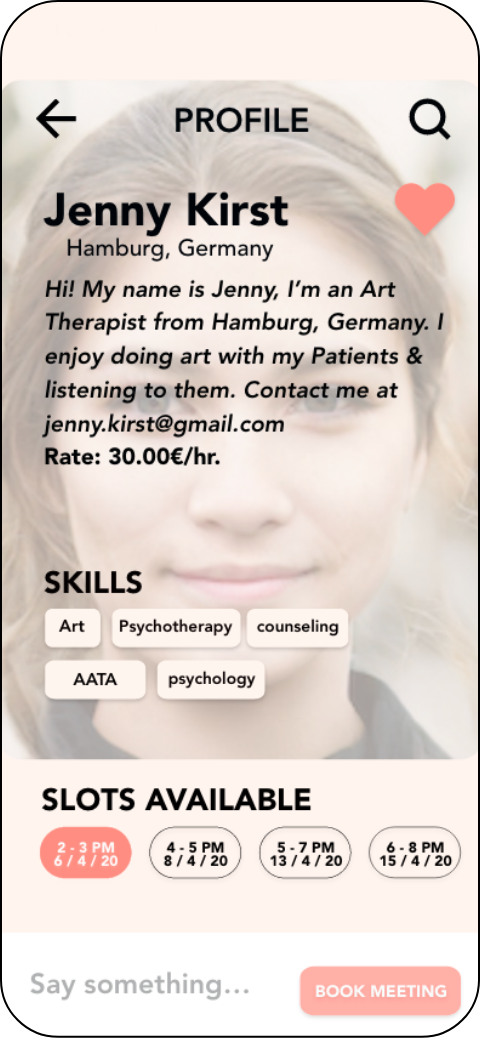 PROFILE
Jenny Kirst
Hamburg, Germany
Hi! My name is Jenny, I’m an Art
Therapist from Hamburg, Germany. I
enjoy doing art with my Patients &
listening to them. Contact me at
jenny.kirst@gmail.com
Rate: 30.00€/hr.
SKILLS
Art Psychotherapy counseling
AATA psychology
SLOTS AVAILABLE
2 - 3 PM 4 - 5 PM 5 - 7 PM 6 - 8 PM
6 / 4 / 20 8 / 4 / 20 13 / 4 / 20 15 / 4 / 20
Say something... BOOK MEETING